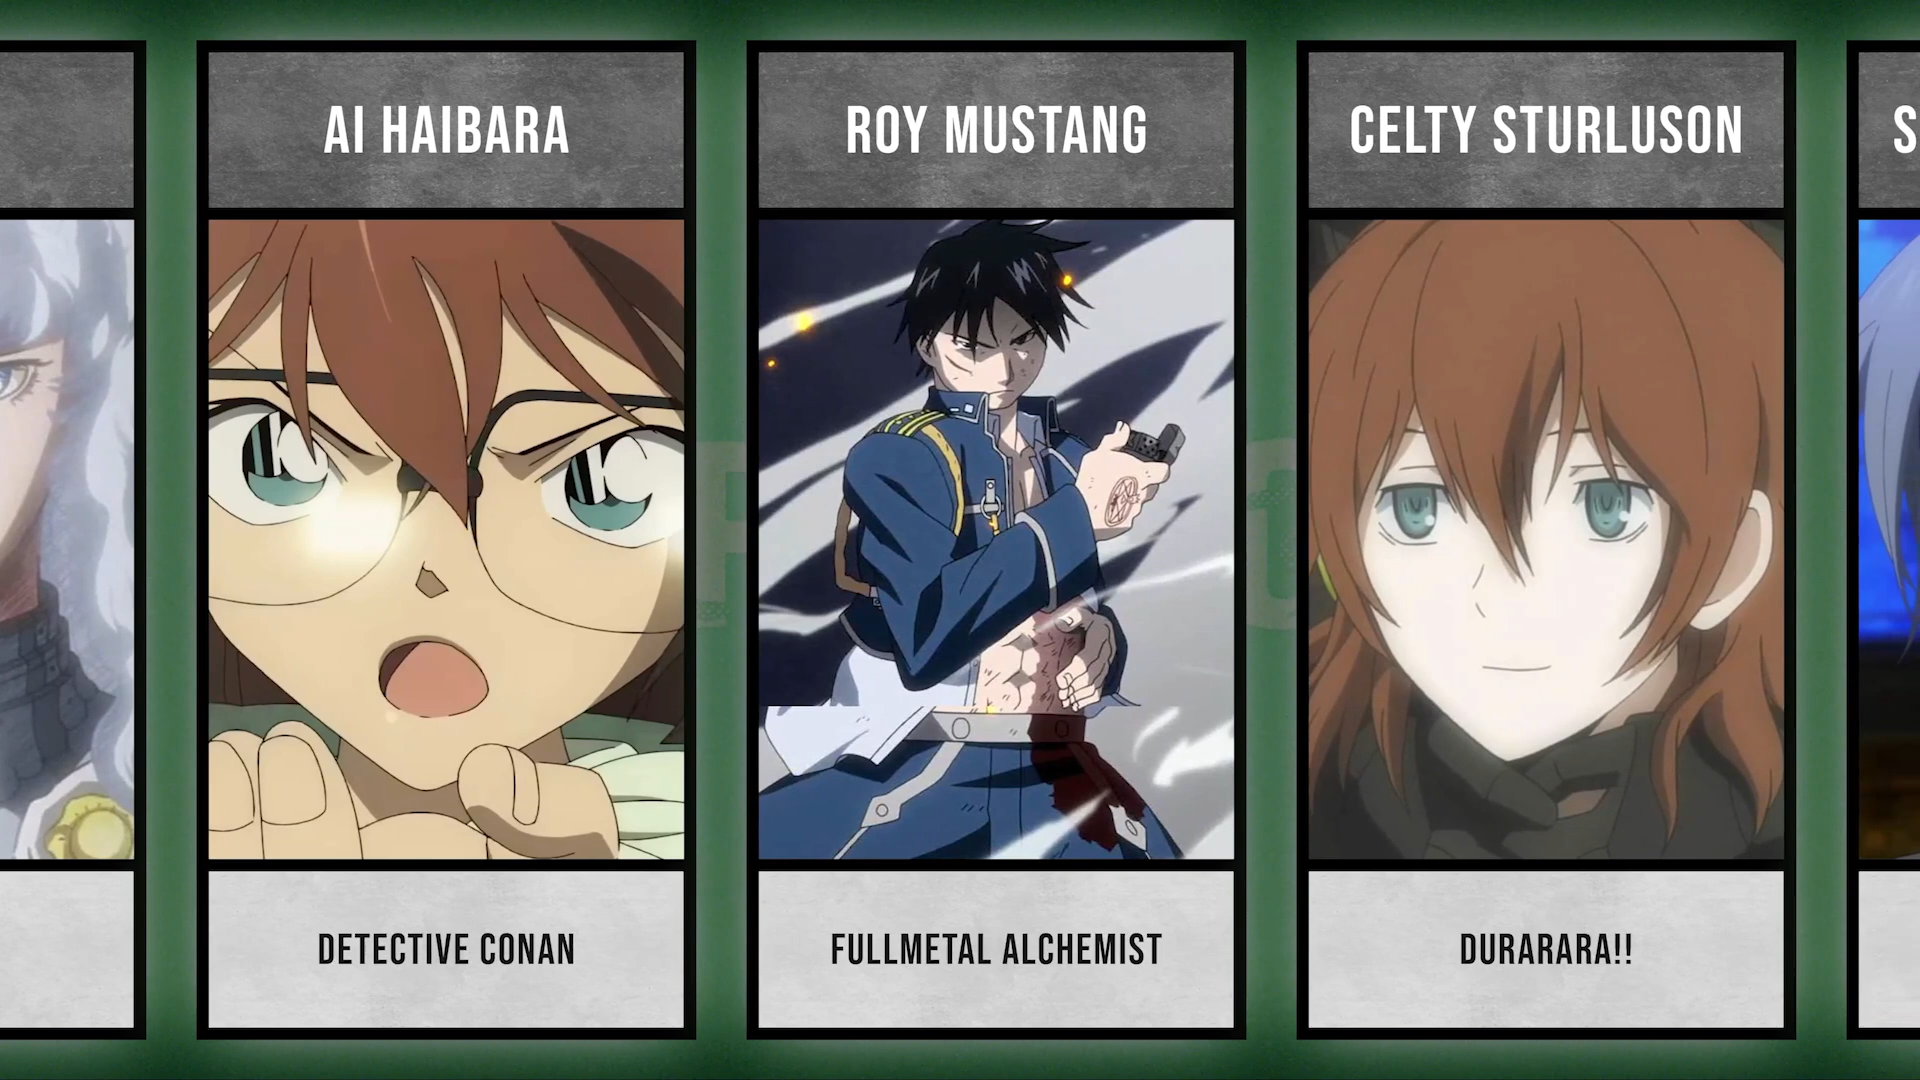 AI HAIBARA
ROY MUSTANG
CELTY STURLUSON
DETECTIVE CONAN
FULLMETAL ALCHEMIST
DURARARA!!